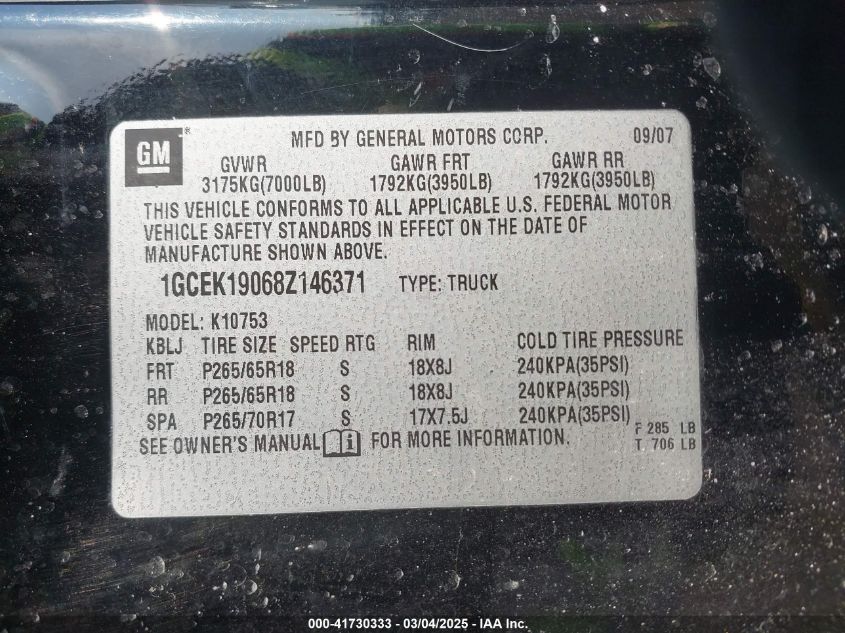 GM ®
MFD BY GENERAL MOTORS CORP. 09/07
GVWR GAWR FRT GAWR RR
3175KG(7000LB) 1792KG(3950LB) 1792KG(3950LB)
THIS VEHICLE CONFORMS TO ALL APPLICABLE U.S. FEDERAL MOTOR
VEHICLE SAFETY STANDARDS IN EFFECT ON THE DATE OF
MANUFACTURE SHOWN ABOVE.
1GCEK19068Z146371 TYPE: TRUCK
MODEL: K10753
KBLJ TIRE SIZE SPEED RTG RIM COLD TIRE PRESSURE
FRT P265/65R18 S 18X8J 240KPA(35PSI)
RR P265/65R18 S 18X8J 240KPA(35PSI)
SPA P265/70R17 S 17X7.5J 240KPA(35PSI)
F 285 LB
SEE OWNER'S MANUAL i FOR MORE INFORMATION.
T 706 LB
000-41730333 - 03/04/2025 - IAA Inc.